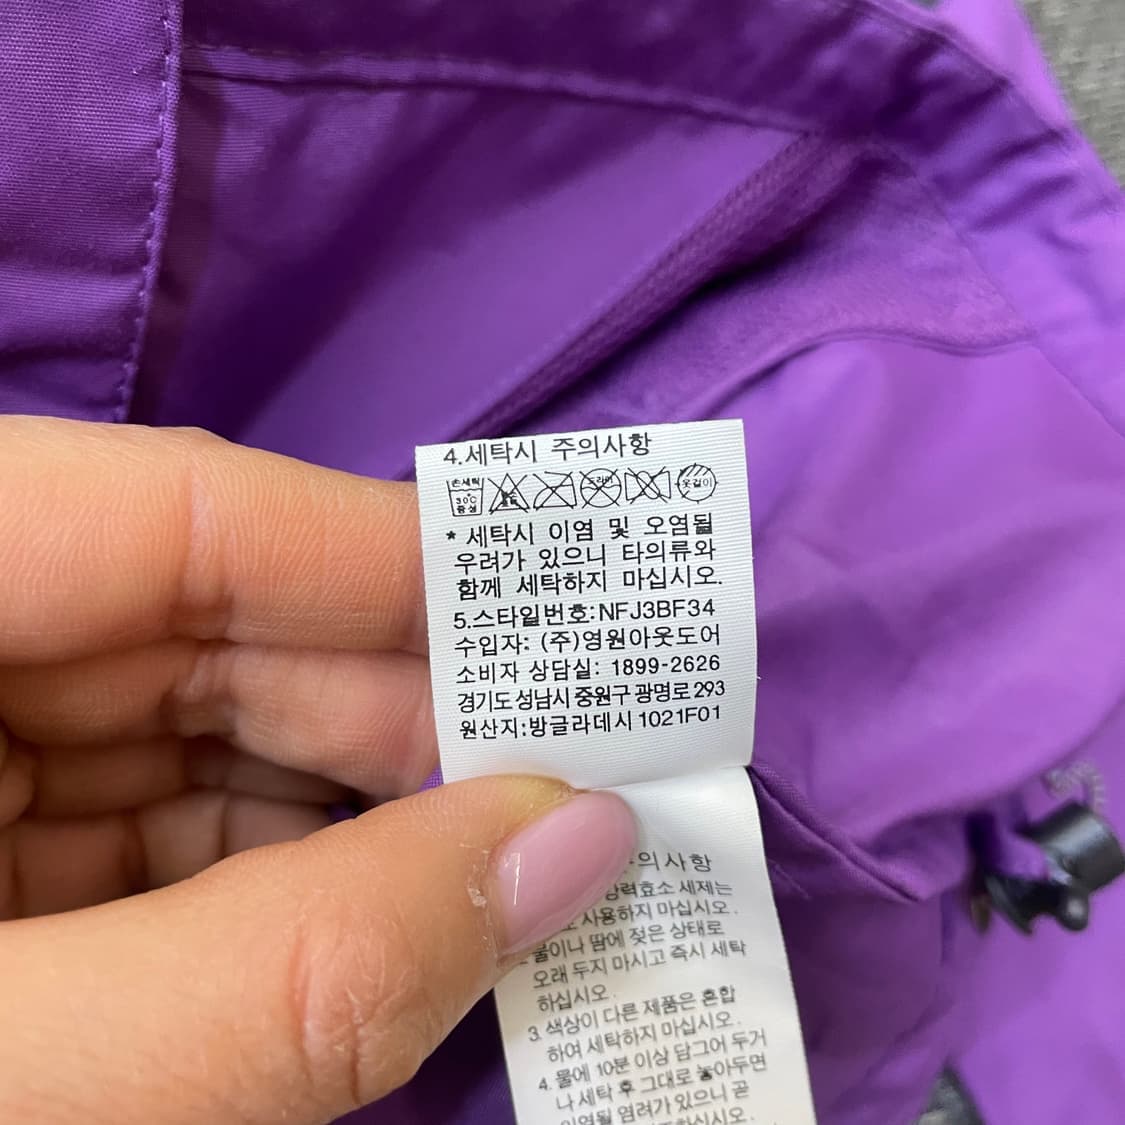 4.세탁시 주의사항
손세탁 30℃ 중성 드라이 옷걸이
* 세탁시 이염 및 오염될
우려가 있으니 타의류와
함께 세탁하지 마십시오.
5.스타일번호:NFJ3BF34
수입자: (주)영원아웃도어
소비자 상담실: 1899-2626
경기도성남시 중원구 광명로 293
원산지:방글라데시 1021F01
의사항
강력효소 세제는
사용하지 마십시오.
물이나 땀에 젖은 상태로
오래 두지 마시고 즉시 세탁
하십시오.
3. 색상이 다른 제품은 혼합
하여 세탁하지 마십시오.
4. 물에 10분 이상 담그어 두거
나 세탁 후 그대로 놓아두면
이염될 염려가 있으니 곧